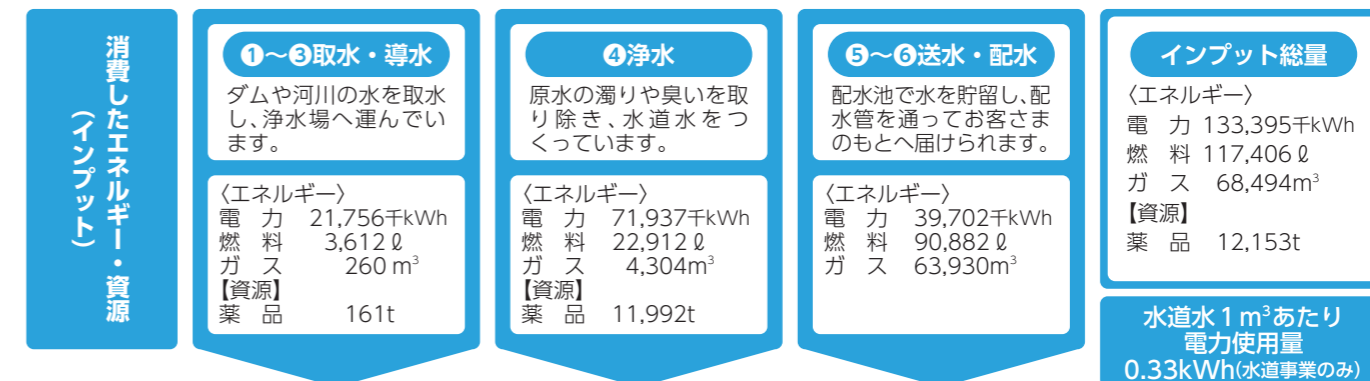 消費したエネルギー・資源
（インプット）
❶～❸取水・導水
ダムや河川の水を取水
し、浄水場へ運んでい
ます。
〈エネルギー〉
電　力 21,756千kWh
燃　料 3,612ℓ
ガ　ス 260 m³
【資源】
薬　品 161t
❹浄水
原水の濁りや臭いを取
り除き、水道水をつ
くっています。
〈エネルギー〉
電　力 71,937千kWh
燃　料 22,912ℓ
ガ　ス 4,304m³
【資源】
薬　品 11,992t
❺～❻送水・配水
配水池で水を貯留し、配
水管を通ってお客さま
のもとへ届けられます。
〈エネルギー〉
電　力 39,702千kWh
燃　料 90,882ℓ
ガ　ス 63,930m³
インプット総量
〈エネルギー〉
電　力 133,395千kWh
燃　料 117,406ℓ
ガ　ス 68,494m³
【資源】
薬　品 12,153t
水道水１m³あたり
電力使用量
0.33kWh(水道事業のみ)